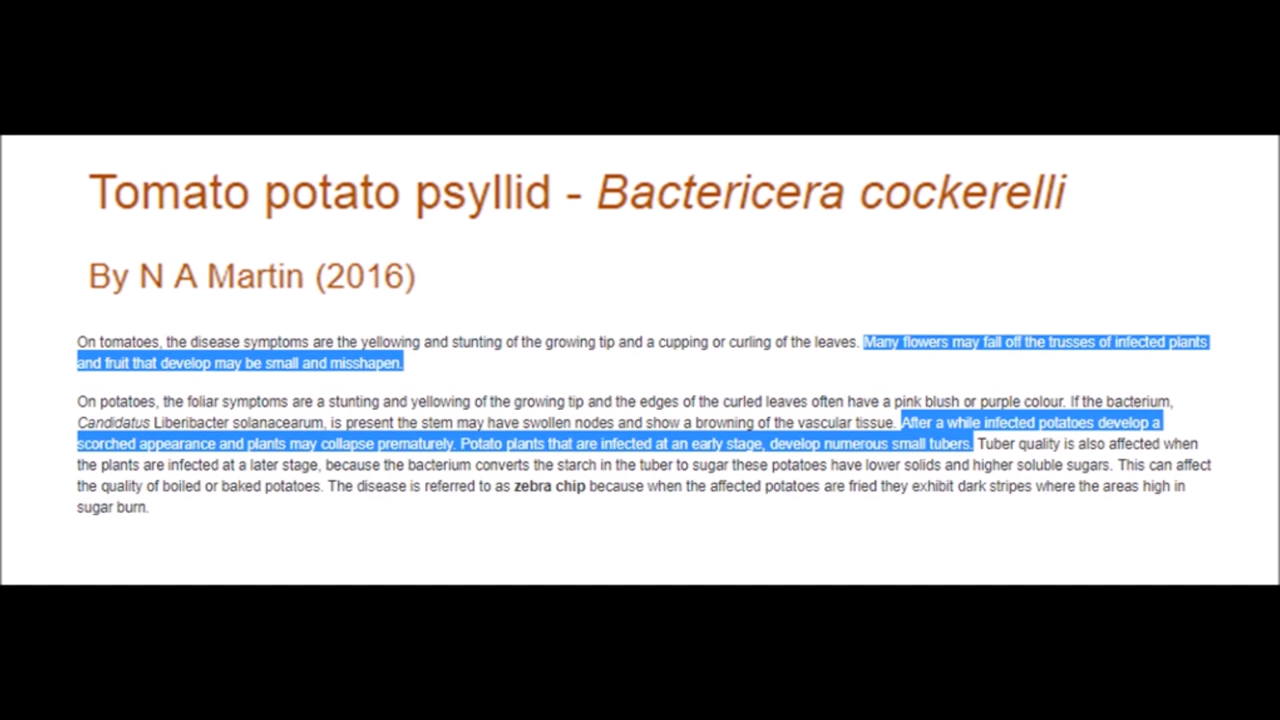 Tomato potato psyllid - Bactericera cockerelli
By N A Martin (2016)
On tomatoes, the disease symptoms are the yellowing and stunting of the growing tip and a cupping or curling of the leaves. Many flowers may fall off the trusses of infected plants
and fruit that develop may be small and misshapen.
On potatoes, the foliar symptoms are a stunting and yellowing of the growing tip and the edges of the curled leaves often have a pink blush or purple colour. If the bacterium,
Candidatus Liberibacter solanacearum, is present the stem may have swollen nodes and show a browning of the vascular tissue. After a while infected potatoes develop a
scorched appearance and plants may collapse prematurely. Potato plants that are infected at an early stage, develop numerous small tubers. Tuber quality is also affected when
the plants are infected at a later stage, because the bacterium converts the starch in the tuber to sugar these potatoes have lower solids and higher soluble sugars. This can affect
the quality of boiled or baked potatoes. The disease is referred to as zebra chip because when the affected potatoes are fried they exhibit dark stripes where the areas high in
sugar burn.